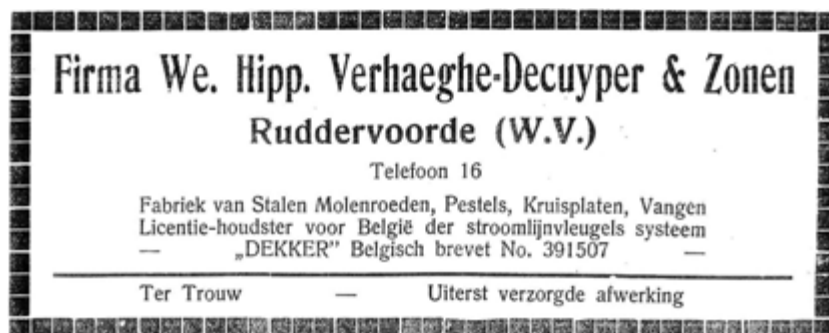 Firma We. Hipp. Verhaeghe-Decuyper & Zonen
Ruddervoorde (W.V.)
Telefoon 16
Fabriek van Stalen Molenroeden, Pestels, Kruisplaten, Vangen
Licentie-houdster voor België der stroomlijnvleugels systeem
— „DEKKER” Belgisch brevet No. 391507 —
Ter Trouw — Uiterst verzorgde afwerking